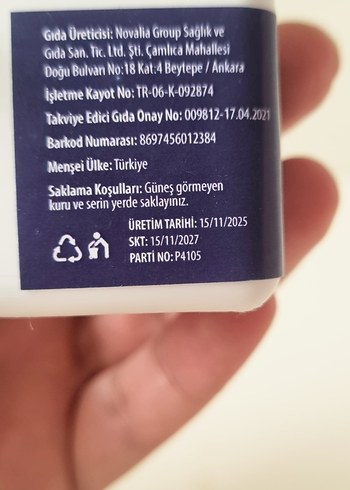 Gıda Üreticisi: Novalia Group Sağlık ve
Gıda San. Tic. Ltd. Şti. Çamlıca Mahallesi
Doğu Bulvarı No:18 Kat:4 Beytepe / Ankara
İşletme Kayot No: TR-06-K-092874
Takviye Edici Gıda Onay No: 009812-17.04.2021
Barkod Numarası: 8697456012384
Menşei Ülke: Türkiye
Saklama Koşulları: Güneş görmeyen
kuru ve serin yerde saklayınız.
ÜRETİM TARİHİ: 15/11/2025
SKT: 15/11/2027
PARTİ NO: P4105